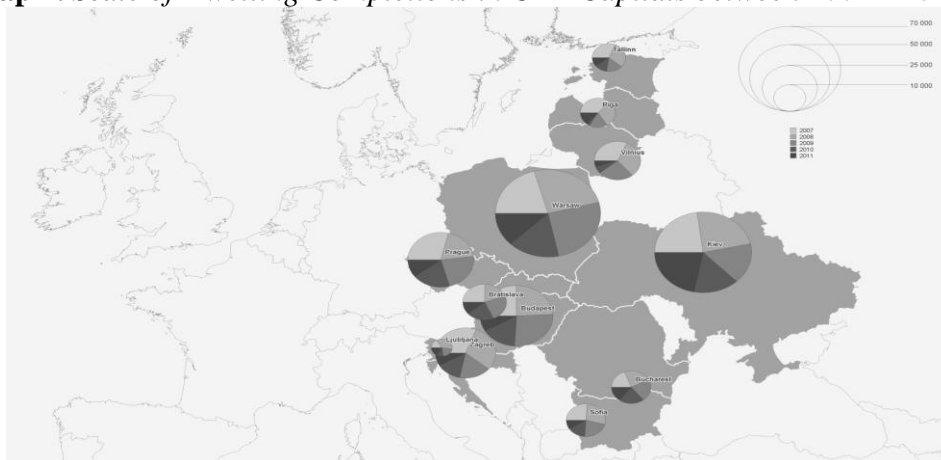 Tallinn
70 000
50 000
25 000
10 000
Riga
2007
2008
2009
2010
2011
Vilnius
Warsaw
Kiev
Prague
Bratislava
Budapest
Ljubljana
Zagreb
Bucharest
Sofia